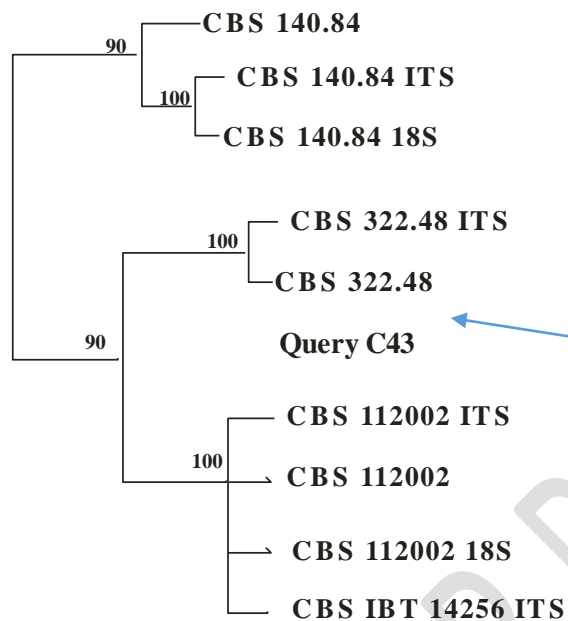 CBS 140.84
90
CBS 140.84 ITS
100
CBS 140.84 18S
CBS 322.48 ITS
100
CBS 322.48
Query C43
90
CBS 112002 ITS
100
CBS 112002
CBS 112002 18S
CBS IBT 14256 ITS